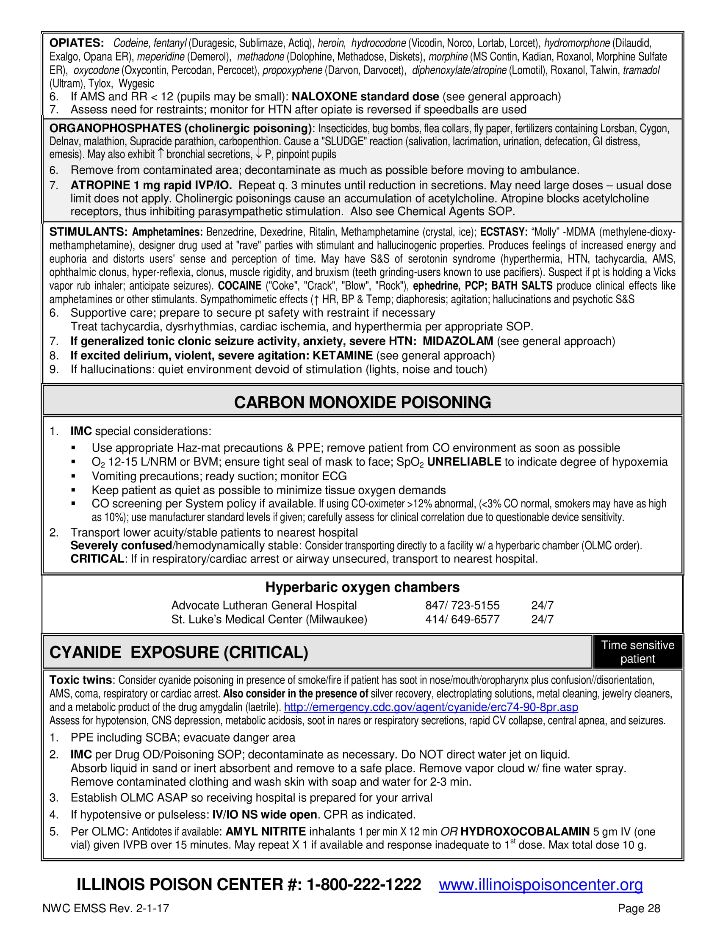 OPIATES: Codeine, fentanyl (Duragesic, Sublimaze, Actiq), heroin, hydrocodone (Vicodin, Norco, Lortab, Lorcet), hydromorphone (Dilaudid,
Exalgo, Opana ER), meperidine (Demerol), methadone (Dolophine, Methadose, Diskets), morphine (MS Contin, Kadian, Roxanol, Morphine Sulfate
ER), oxycodone (Oxycontin, Percodan, Percocet), propoxyphene (Darvon, Darvocet), diphenoxylate/atropine (Lomotil), Roxanol, Talwin, tramadol
(Ultram), Tylox, Wygesic
6. If AMS and RR < 12 (pupils may be small): NALOXONE standard dose (see general approach)
7. Assess need for restraints; monitor for HTN after opiate is reversed if speedballs are used
ORGANOPHOSPHATES (cholinergic poisoning): Insecticides, bug bombs, flea collars, fly paper, fertilizers containing Lorsban, Cygon,
Delnav, malathion, Supracide parathion, carbopenthion. Cause a "SLUDGE" reaction (salivation, lacrimation, urination, defecation, GI distress,
emesis). May also exhibit ↑ bronchial secretions, ↓ P, pinpoint pupils
6. Remove from contaminated area; decontaminate as much as possible before moving to ambulance.
7. ATROPINE 1 mg rapid IVP/IO. Repeat q. 3 minutes until reduction in secretions. May need large doses – usual dose
limit does not apply. Cholinergic poisonings cause an accumulation of acetylcholine. Atropine blocks acetylcholine
receptors, thus inhibiting parasympathetic stimulation. Also see Chemical Agents SOP.
STIMULANTS: Amphetamines: Benzedrine, Dexedrine, Ritalin, Methamphetamine (crystal, ice); ECSTASY: "Molly" -MDMA (methylene-dioxy-
methamphetamine), designer drug used at "rave" parties with stimulant and hallucinogenic properties. Produces feelings of increased energy and
euphoria and distorts users' sense and perception of time. May have S&S of serotonin syndrome (hyperthermia, HTN, tachycardia, AMS,
ophthalmic clonus, hyper-reflexia, clonus, muscle rigidity, and bruxism (teeth grinding-users known to use pacifiers). Suspect if pt is holding a Vicks
vapor rub inhaler; anticipate seizures). COCAINE ("Coke", "Crack", "Blow", "Rock"); ephedrine, PCP; BATH SALTS produce clinical effects like
amphetamines or other stimulants. Sympathomimetic effects (↑ HR, BP & Temp; diaphoresis; agitation; hallucinations and psychotic S&S
6. Supportive care; prepare to secure pt safety with restraint if necessary
Treat tachycardia, dysrhythmias, cardiac ischemia, and hyperthermia per appropriate SOP.
7. If generalized tonic clonic seizure activity, anxiety, severe HTN: MIDAZOLAM (see general approach)
8. If excited delirium, violent, severe agitation: KETAMINE (see general approach)
9. If hallucinations: quiet environment devoid of stimulation (lights, noise and touch)
CARBON MONOXIDE POISONING
1. IMC special considerations:
▪ Use appropriate Haz-mat precautions & PPE; remove patient from CO environment as soon as possible
▪ O₂ 12-15 L/NRM or BVM; ensure tight seal of mask to face; SpO₂ UNRELIABLE to indicate degree of hypoxemia
▪ Vomiting precautions; ready suction; monitor ECG
▪ Keep patient as quiet as possible to minimize tissue oxygen demands
▪ CO screening per System policy if available. If using CO-oximeter >12% abnormal, (<3% CO normal, smokers may have as high
as 10%); use manufacturer standard levels if given; carefully assess for clinical correlation due to questionable device sensitivity.
2. Transport lower acuity/stable patients to nearest hospital
Severely confused/hemodynamically stable: Consider transporting directly to a facility w/ a hyperbaric chamber (OLMC order).
CRITICAL: If in respiratory/cardiac arrest or airway unsecured, transport to nearest hospital.
Hyperbaric oxygen chambers
Advocate Lutheran General Hospital 847/ 723-5155 24/7
St. Luke's Medical Center (Milwaukee) 414/ 649-6577 24/7
CYANIDE EXPOSURE (CRITICAL)
Time sensitive
patient
Toxic twins: Consider cyanide poisoning in presence of smoke/fire if patient has soot in nose/mouth/oropharynx plus confusion//disorientation,
AMS, coma, respiratory or cardiac arrest. Also consider in the presence of silver recovery, electroplating solutions, metal cleaning, jewelry cleaners,
and a metabolic product of the drug amygdalin (laetrile). http://emergency.cdc.gov/agent/cyanide/erc74-90-8pr.asp
Assess for hypotension, CNS depression, metabolic acidosis, soot in nares or respiratory secretions, rapid CV collapse, central apnea, and seizures.
1. PPE including SCBA; evacuate danger area
2. IMC per Drug OD/Poisoning SOP; decontaminate as necessary. Do NOT direct water jet on liquid.
Absorb liquid in sand or inert absorbent and remove to a safe place. Remove vapor cloud w/ fine water spray.
Remove contaminated clothing and wash skin with soap and water for 2-3 min.
3. Establish OLMC ASAP so receiving hospital is prepared for your arrival
4. If hypotensive or pulseless: IV/IO NS wide open. CPR as indicated.
5. Per OLMC: Antidotes if available: AMYL NITRITE inhalants 1 per min X 12 min OR HYDROXOCOBALAMIN 5 gm IV (one
vial) given IVPB over 15 minutes. May repeat X 1 if available and response inadequate to 1st dose. Max total dose 10 g.
ILLINOIS POISON CENTER #: 1-800-222-1222 www.illinoispoisoncenter.org
NWC EMSS Rev. 2-1-17 Page 28